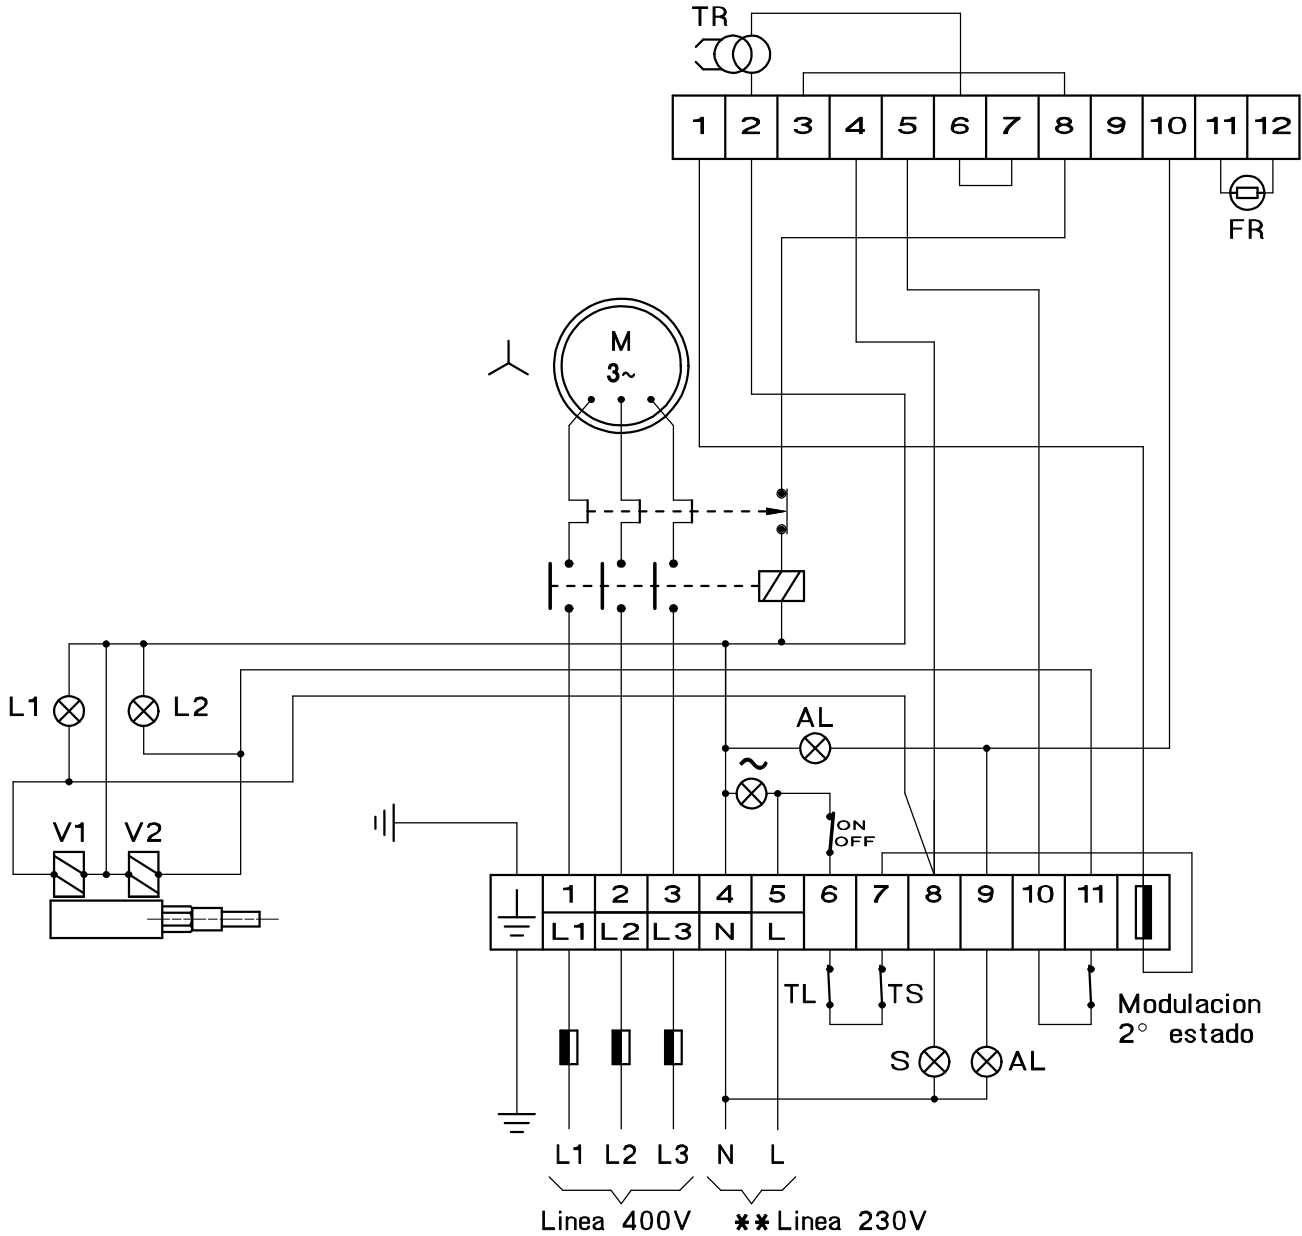 TR
1 2 3 4 5 6 7 8 9 10 11 12
FR
M
3~
L1 L2
AL
~
V1 V2
ON
OFF
1 2 3 4 5 6 7 8 9 10 11
L1 L2 L3 N L
TL TS
Modulacion
2° estado
S AL
L1 L2 L3 N L
Linea 400V ** Linea 230V